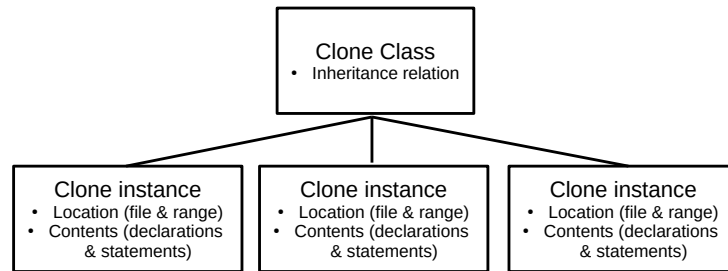 Clone Class
• Inheritance relation
Clone instance
• Location (file & range)
• Contents (declarations
& statements)
Clone instance
• Location (file & range)
• Contents (declarations
& statements)
Clone instance
• Location (file & range)
• Contents (declarations
& statements)